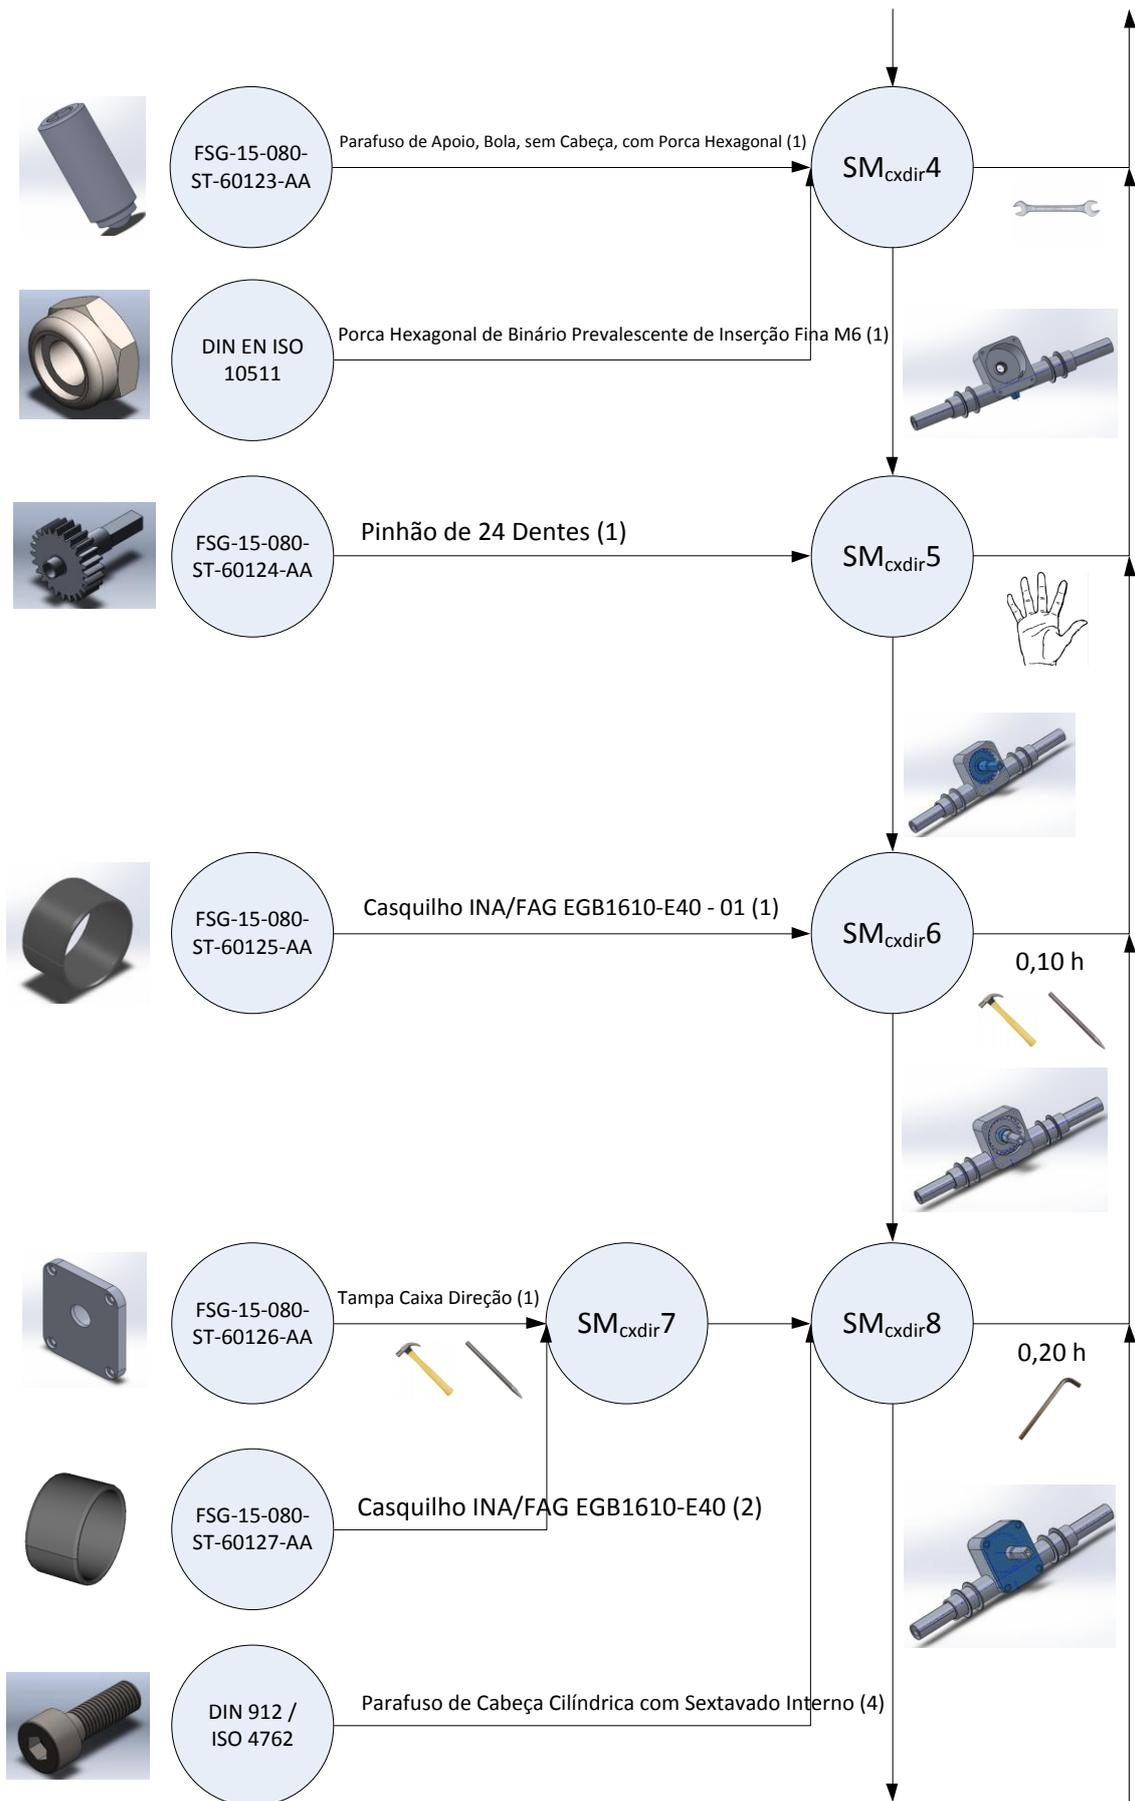 FSG-15-080-
ST-60123-AA
Parafuso de Apoio, Bola, sem Cabeça, com Porca Hexagonal (1)
SMcxdir4
DIN EN ISO
10511
Porca Hexagonal de Binário Prevalescente de Inserção Fina M6 (1)
FSG-15-080-
ST-60124-AA
Pinhão de 24 Dentes (1)
SMcxdir5
FSG-15-080-
ST-60125-AA
Casquilho INA/FAG EGB1610-E40 - 01 (1)
SMcxdir6
0,10 h
FSG-15-080-
ST-60126-AA
Tampa Caixa Direção (1)
SMcxdir7
SMcxdir8
0,20 h
FSG-15-080-
ST-60127-AA
Casquilho INA/FAG EGB1610-E40 (2)
DIN 912 /
ISO 4762
Parafuso de Cabeça Cilíndrica com Sextavado Interno (4)